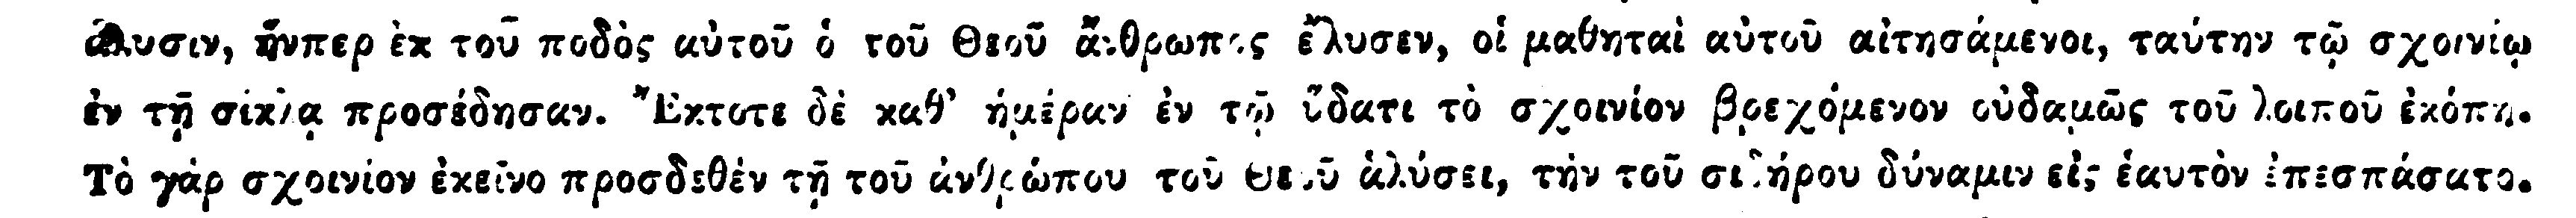 ἅλυσιν, ἥνπερ ἐκ τοῦ ποδὸς αὐτοῦ ὁ τοῦ Θεοῦ ἄνθρωπος ἔλυσεν, οἱ μαθηταὶ αὐτοῦ αἰτησάμενοι, ταύτην τῷ σχοινίῳ
ἐν τῇ σίκλᾳ προσέδησαν. Ἔκτοτε δὲ καθ' ἡμέραν ἐν τῷ ὕδατι τὸ σχοινίον βρεχόμενον οὐδαμῶς τοῦ λοιποῦ ἐκόπη.
Τὸ γὰρ σχοινίον ἐκεῖνο προσδεθὲν τῇ τοῦ ἀνθρώπου τοῦ Θεοῦ ἁλύσει, τὴν τοῦ σιδήρου δύναμιν εἰς ἑαυτὸν ἐπεσπάσατο.